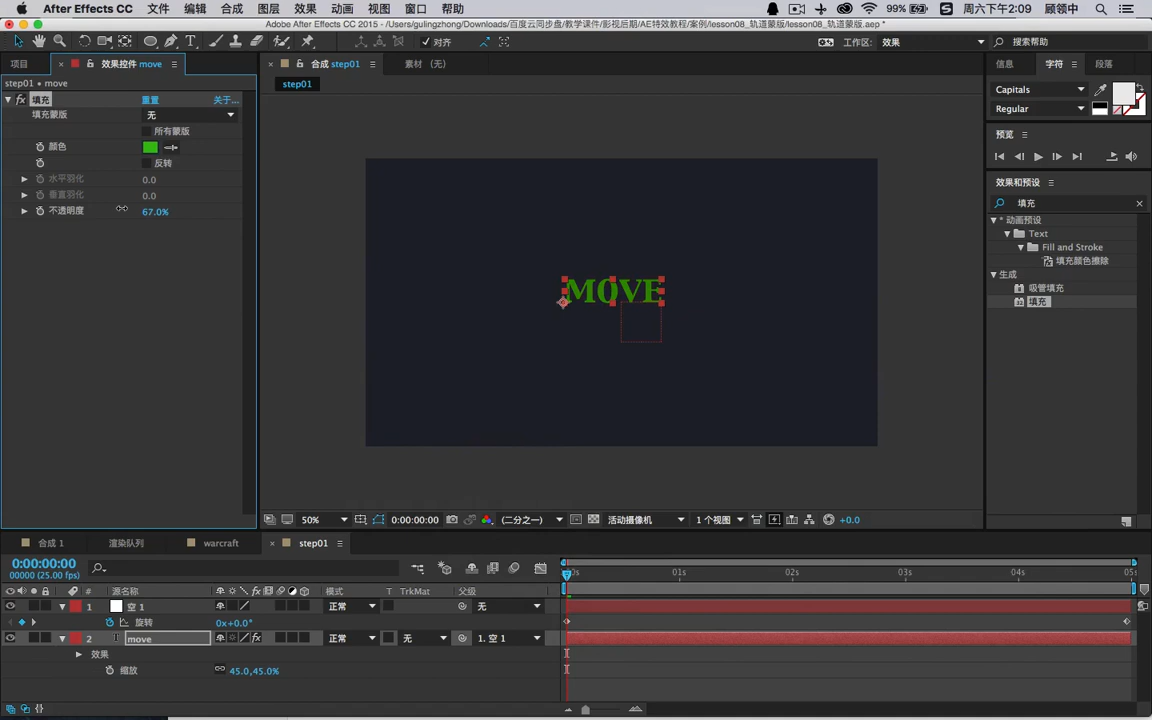 After Effects CC 文件 编辑 合成 图层 效果 动画 视图 窗口 帮助 99% 周六下午2:09 顾领中
Adobe After Effects CC 2015 - /Users/gulingzhong/Downloads/百度云同步盘/教学课件/影视后期/AE特效教程/案例/lesson08_轨道蒙版/lesson08_轨道蒙版.aep *
对齐 工作区: 效果 搜索帮助
项目 × 效果控件 move × 合成 step01 素材 (无) 信息 字符 段落
step01 • move step01
fx 填充 重置 关于...
填充蒙版 无
所有蒙版
颜色
反转
水平羽化 0.0
垂直羽化 0.0
不透明度 67.0%
MOVE
Capitals
Regular
预览
效果和预设
填充 ×
* 动画预设
Text
Fill and Stroke
填充颜色擦除
生成
吸管填充
填充
50% 0:00:00:00 (二分之一) 活动摄像机 1 个视图 +0.0
合成 1 渲染队列 warcraft × step01
0:00:00:00
00000 (25.00 fps)
01s 02s 03s 04s
# 源名称 fx 模式 T TrkMat 父级
1 空 1 正常 无
旋转 0x+0.0°
2 T move fx 正常 无 1. 空 1
效果
缩放 45.0,45.0%